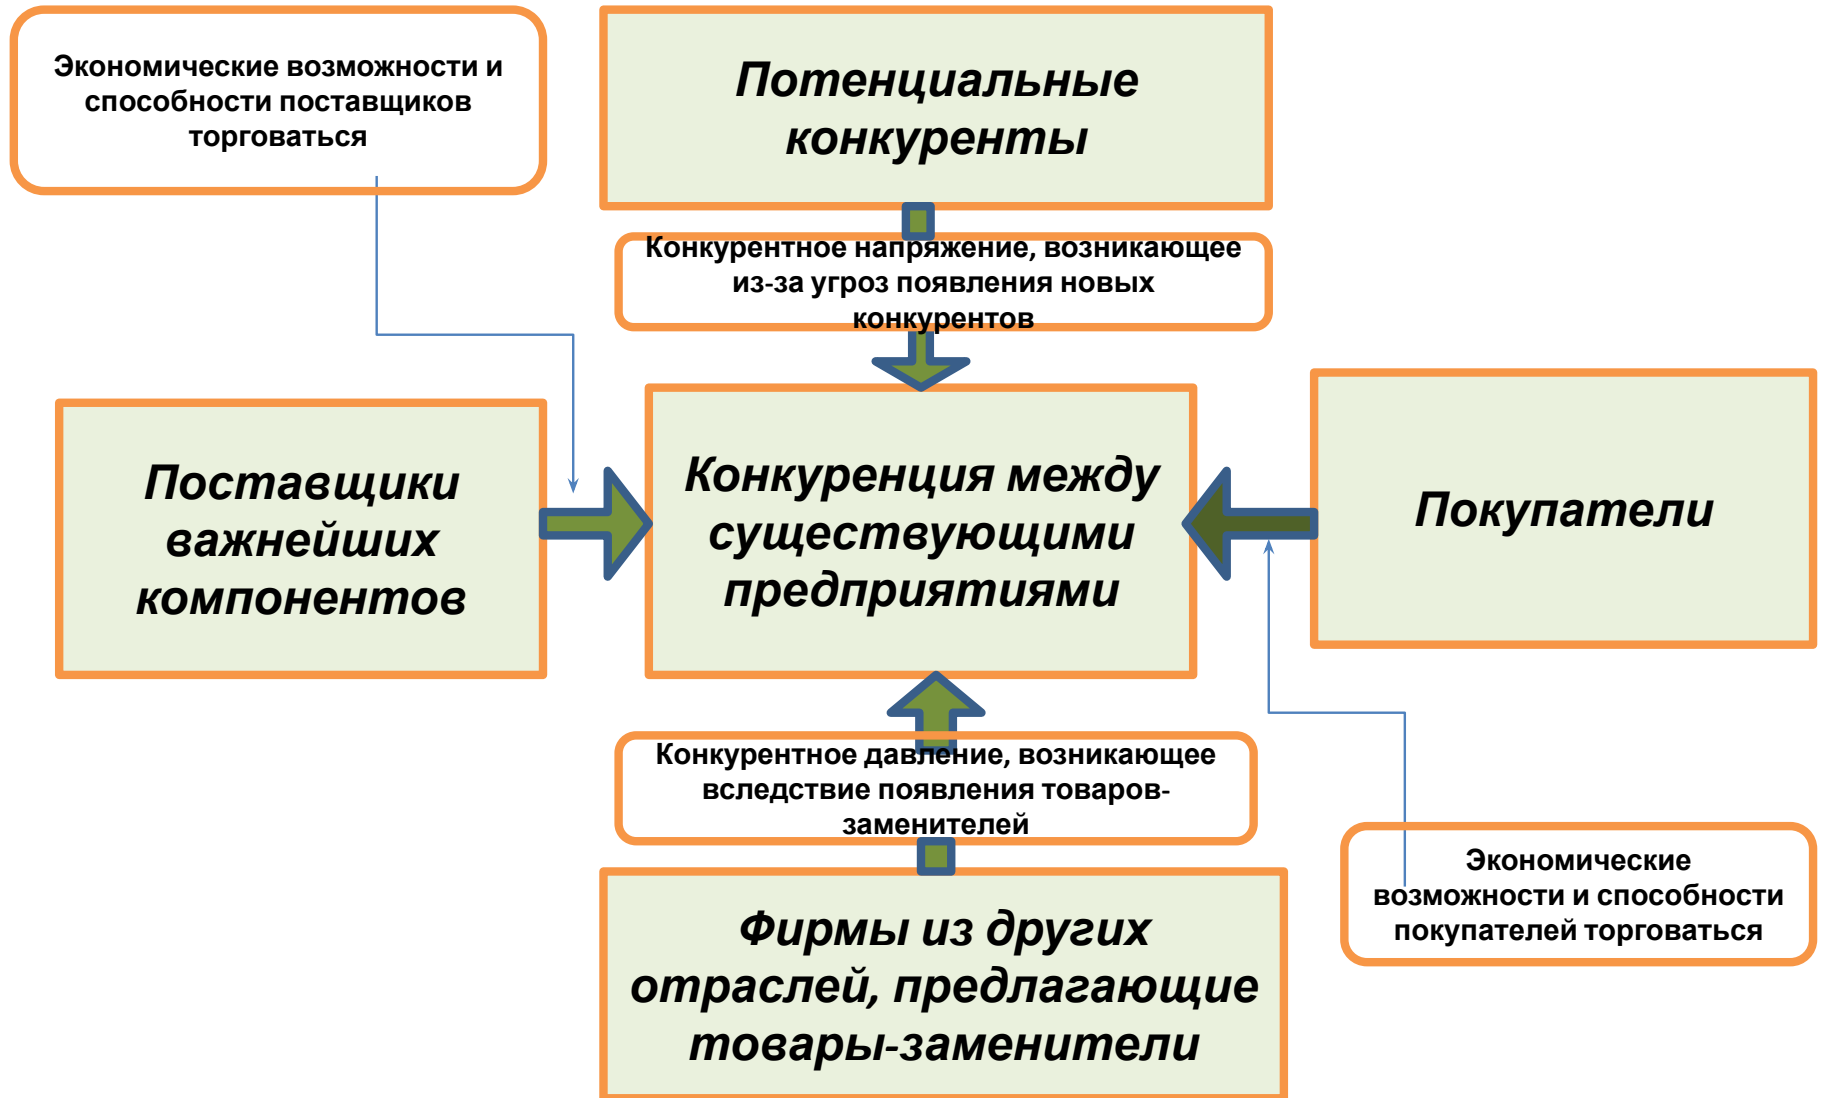 Экономические возможности и
способности поставщиков
торговаться
Потенциальные
конкуренты
Конкурентное напряжение, возникающее
из-за угроз появления новых
конкурентов
Поставщики
важнейших
компонентов
Конкуренция между
существующими
предприятиями
Покупатели
Конкурентное давление, возникающее
вследствие появления товаров-
заменителей
Экономические
возможности и способности
покупателей торговаться
Фирмы из других
отраслей, предлагающие
товары-заменители